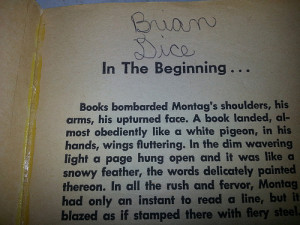 Brian
Dice
In The Beginning...
Books bombarded Montag's shoulders, his
arms, his upturned face. A book landed, al-
most obediently like a white pigeon, in his
hands, wings fluttering. In the dim wavering
light a page hung open and it was like a
snowy feather, the words delicately painted
thereon. In all the rush and fervor, Montag
had only an instant to read a line, but it
blazed as if stamped there with fiery steel.